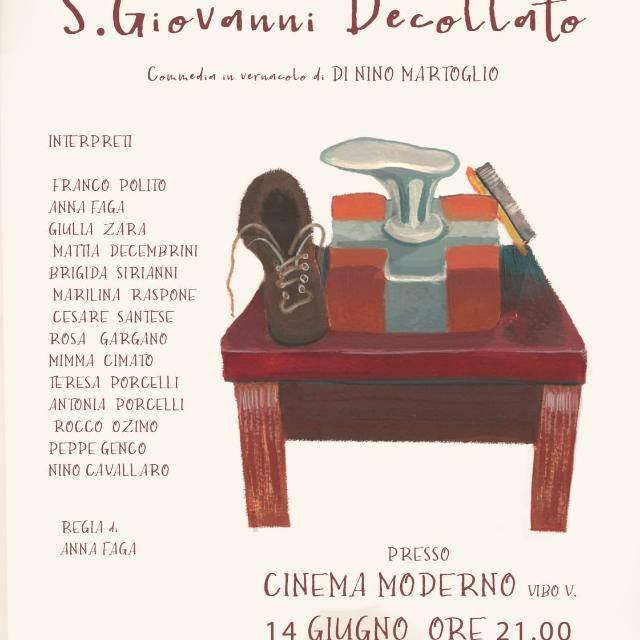 S. Giovanni Decollato
Commedia in vernacolo di DI NINO MARTOGLIO
INTERPRETI
FRANCO POLITO
ANNA FAGA
GIULIA ZARA
MATTIA DECEMBRINI
BRIGIDA SIRIANNI
MARILINA RASPONE
CESARE SANTESE
ROSA GARGANO
MIMMA CIMATO
TERESA PORCELLI
ANTONIA PORCELLI
ROCCO OZIMO
PEPPE GENCO
NINO CAVALLARO
REGIA di
ANNA FAGA
PRESSO
CINEMA MODERNO VIBO V.
14 GIUGNO ORE 21.00